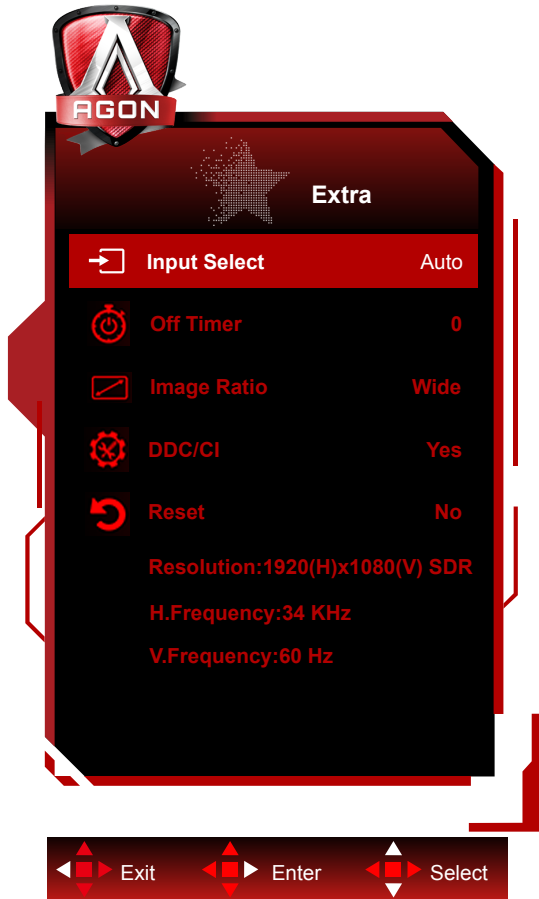 AGON
Extra
Input Select Auto
Off Timer 0
Image Ratio Wide
DDC/CI Yes
Reset No
Resolution:1920(H)x1080(V) SDR
H.Frequency:34 KHz
V.Frequency:60 Hz
Exit Enter Select